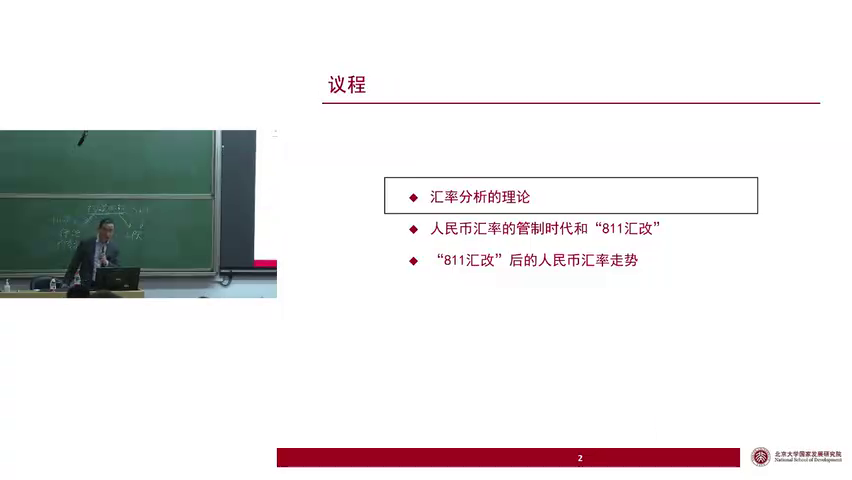 议程
◆ 汇率分析的理论
◆ 人民币汇率的管制时代和“811汇改”
◆ “811汇改”后的人民币汇率走势
2
北京大学国家发展研究院
National School of Development